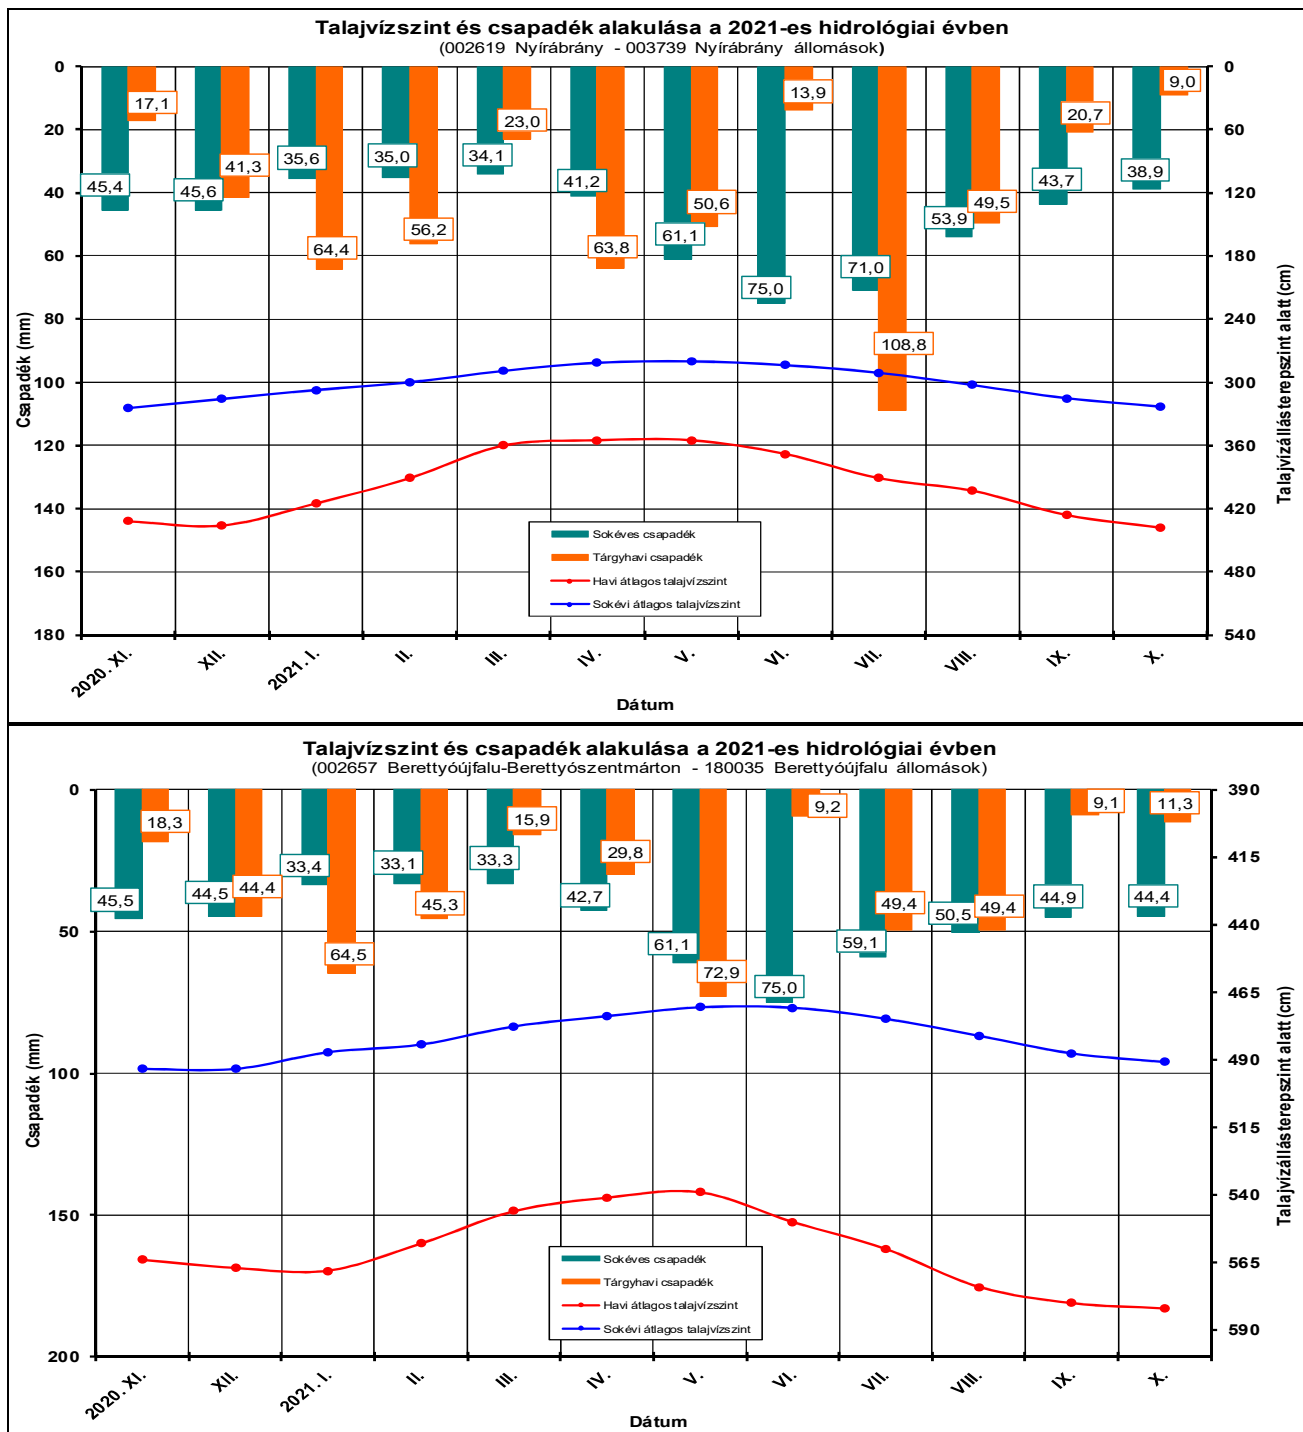 Talajvízszint és csapadék alakulása a 2021-es hidrológiai évben
(002619 Nyírábrány - 003739 Nyírábrány állomások)
Csapadék (mm)
0
20
40
60
80
100
120
140
160
180
45,4
17,1
45,6
41,3
35,6
64,4
35,0
56,2
34,1
23,0
41,2
63,8
61,1
50,6
75,0
13,9
71,0
108,8
53,9
49,5
43,7
20,7
38,9
9,0
0
60
120
180
240
300
360
420
480
540
Talajvízállásterepszint alatt (cm)
Sokéves csapadék
Tárgyhavi csapadék
Havi átlagos talajvízszint
Sokévi átlagos talajvízszint
2020. XI.
XII.
2021. I.
II.
III.
IV.
V.
VI.
VII.
VIII.
IX.
X.
Dátum
Talajvízszint és csapadék alakulása a 2021-es hidrológiai évben
(002657 Berettyóújfalu-Berettyószentmárton - 180035 Berettyóújfalu állomások)
Csapadék (mm)
0
50
100
150
200
45,5
18,3
44,5
44,4
33,4
64,5
33,1
45,3
33,3
15,9
42,7
29,8
61,1
72,9
75,0
9,2
59,1
49,4
50,5
49,4
44,9
9,1
44,4
11,3
390
415
440
465
490
515
540
565
590
Talajvízállásterepszint alatt (cm)
Sokéves csapadék
Tárgyhavi csapadék
Havi átlagos talajvízszint
Sokévi átlagos talajvízszint
2020. XI.
XII.
2021. I.
II.
III.
IV.
V.
VI.
VII.
VIII.
IX.
X.
Dátum